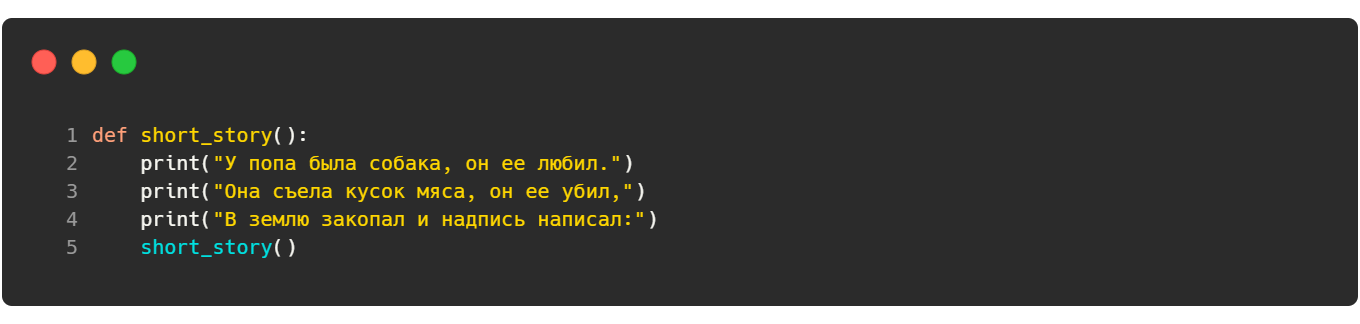 1 def short_story():
2     print("У попа была собака, он ее любил.")
3     print("Она съела кусок мяса, он ее убил,")
4     print("В землю закопал и надпись написал:")
5     short_story()